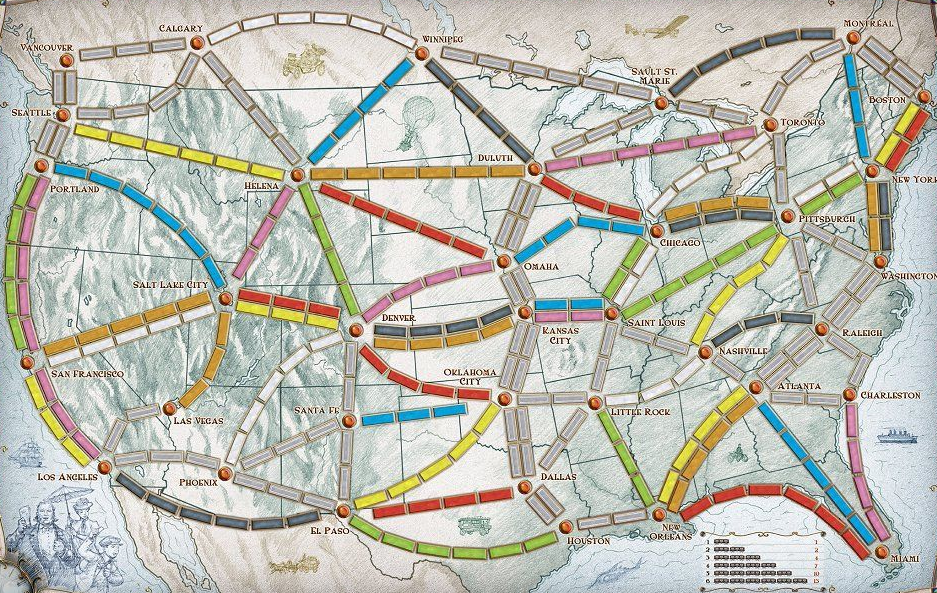 Calgary
Vancouver
Winnipeg
Montréal
Sault St.
Marie
Seattle
Boston
Toronto
Duluth
Portland
Helena
New York
Pittsburgh
Chicago
Omaha
Washington
Salt Lake City
Denver
Kansas
City
Saint Louis
Raleigh
San Francisco
Nashville
Oklahoma
City
Atlanta
Charleston
Santa Fe
Las Vegas
Little Rock
Los Angeles
Phoenix
Dallas
El Paso
Houston
New
Orleans
Miami
1 1
2 2
3 4
4 7
5 10
6 15